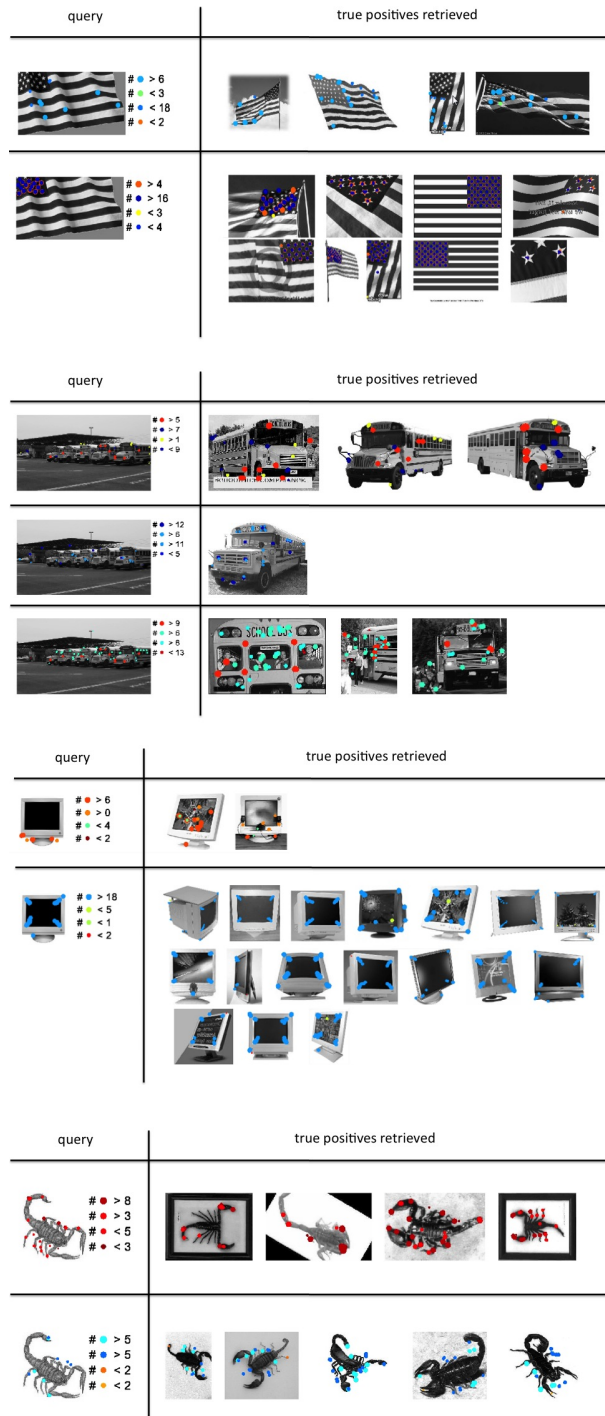 query
true positives retrieved
# > 6
# < 3
# < 18
# < 2
# > 4
# > 16
# < 3
# < 4
query
true positives retrieved
# > 5
# > 7
# > 1
# < 9
SCHOOL BUS
# > 12
# > 6
# > 11
# < 5
# > 9
# > 6
# > 8
# < 13
SCHOOL BUS
query
true positives retrieved
# > 6
# > 0
# < 4
# < 2
# > 18
# < 5
# < 1
# < 2
query
true positives retrieved
# > 8
# > 3
# < 5
# < 3
# > 5
# > 5
# < 2
# < 2